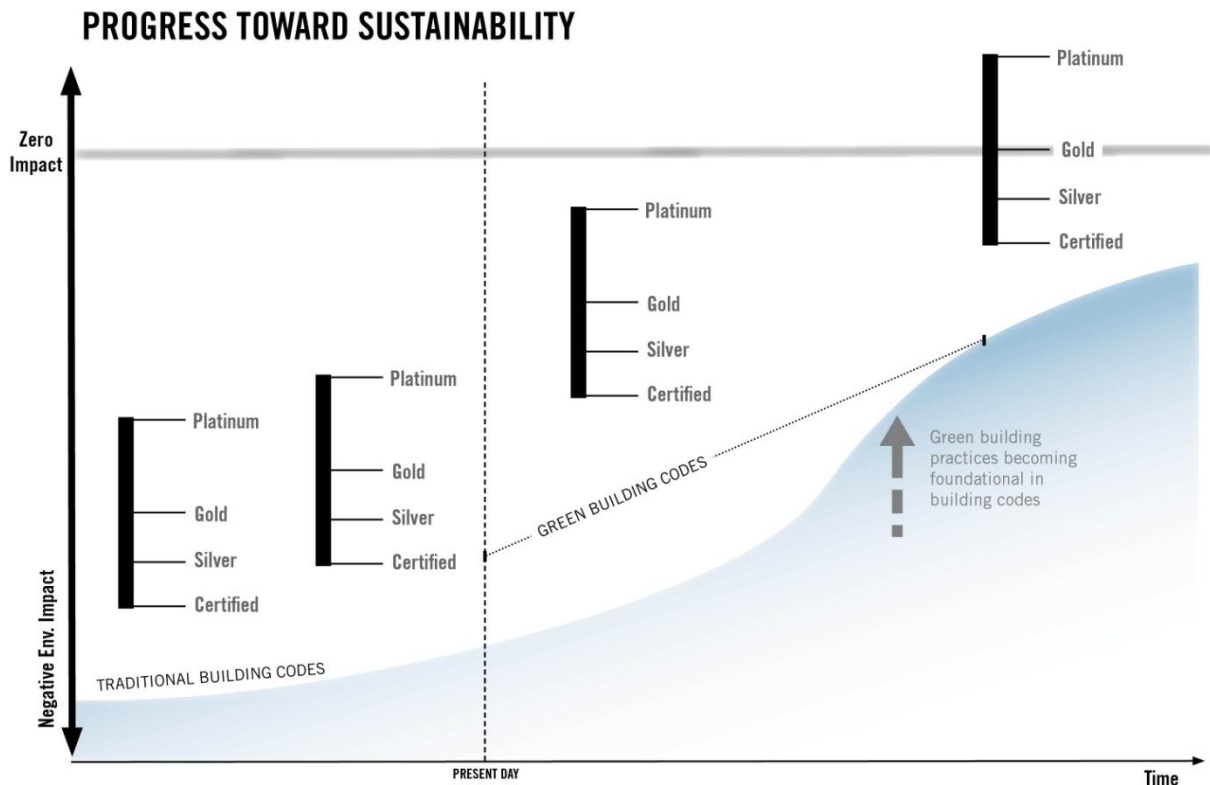 PROGRESS TOWARD SUSTAINABILITY
Zero
Impact
Negative Env. Impact
Platinum
Gold
Silver
Certified
Platinum
Gold
Silver
Certified
Platinum
Gold
Silver
Certified
Platinum
Gold
Silver
Certified
TRADITIONAL BUILDING CODES
GREEN BUILDING CODES
Green building
practices becoming
foundational in
building codes
PRESENT DAY
Time